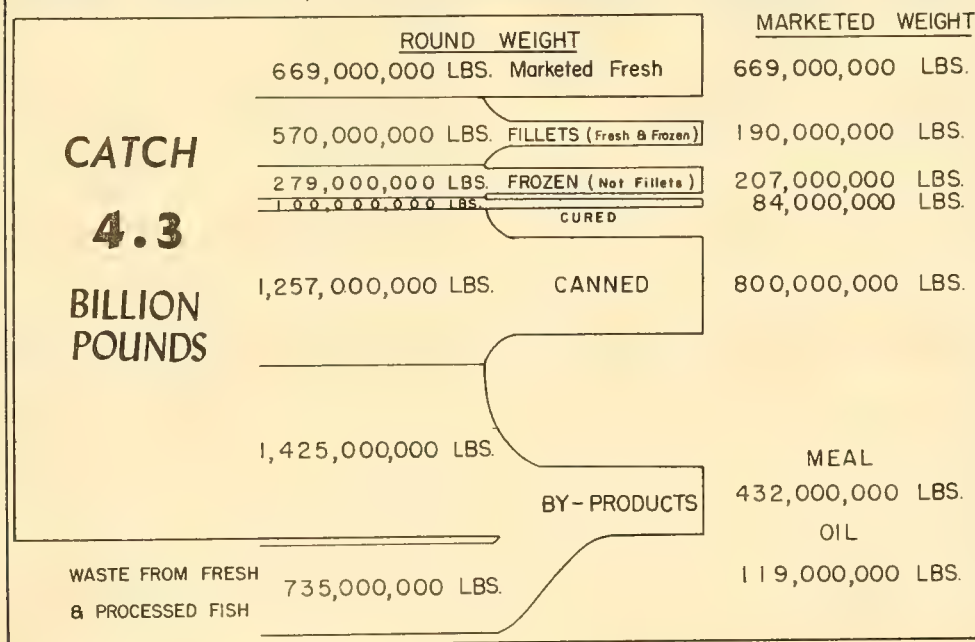 ROUND WEIGHT
MARKETED WEIGHT
669,000,000 LBS. Marketed Fresh
669,000,000 LBS.
CATCH
4.3
BILLION
POUNDS
570,000,000 LBS. FILLETS (Fresh & Frozen)
190,000,000 LBS.
279,000,000 LBS. FROZEN (Not Fillets)
207,000,000 LBS.
100,000,000 LBS.
CURED
84,000,000 LBS.
1,257,000,000 LBS. CANNED
800,000,000 LBS.
1,425,000,000 LBS.
BY-PRODUCTS
MEAL
432,000,000 LBS.
OIL
119,000,000 LBS.
WASTE FROM FRESH
& PROCESSED FISH
735,000,000 LBS.